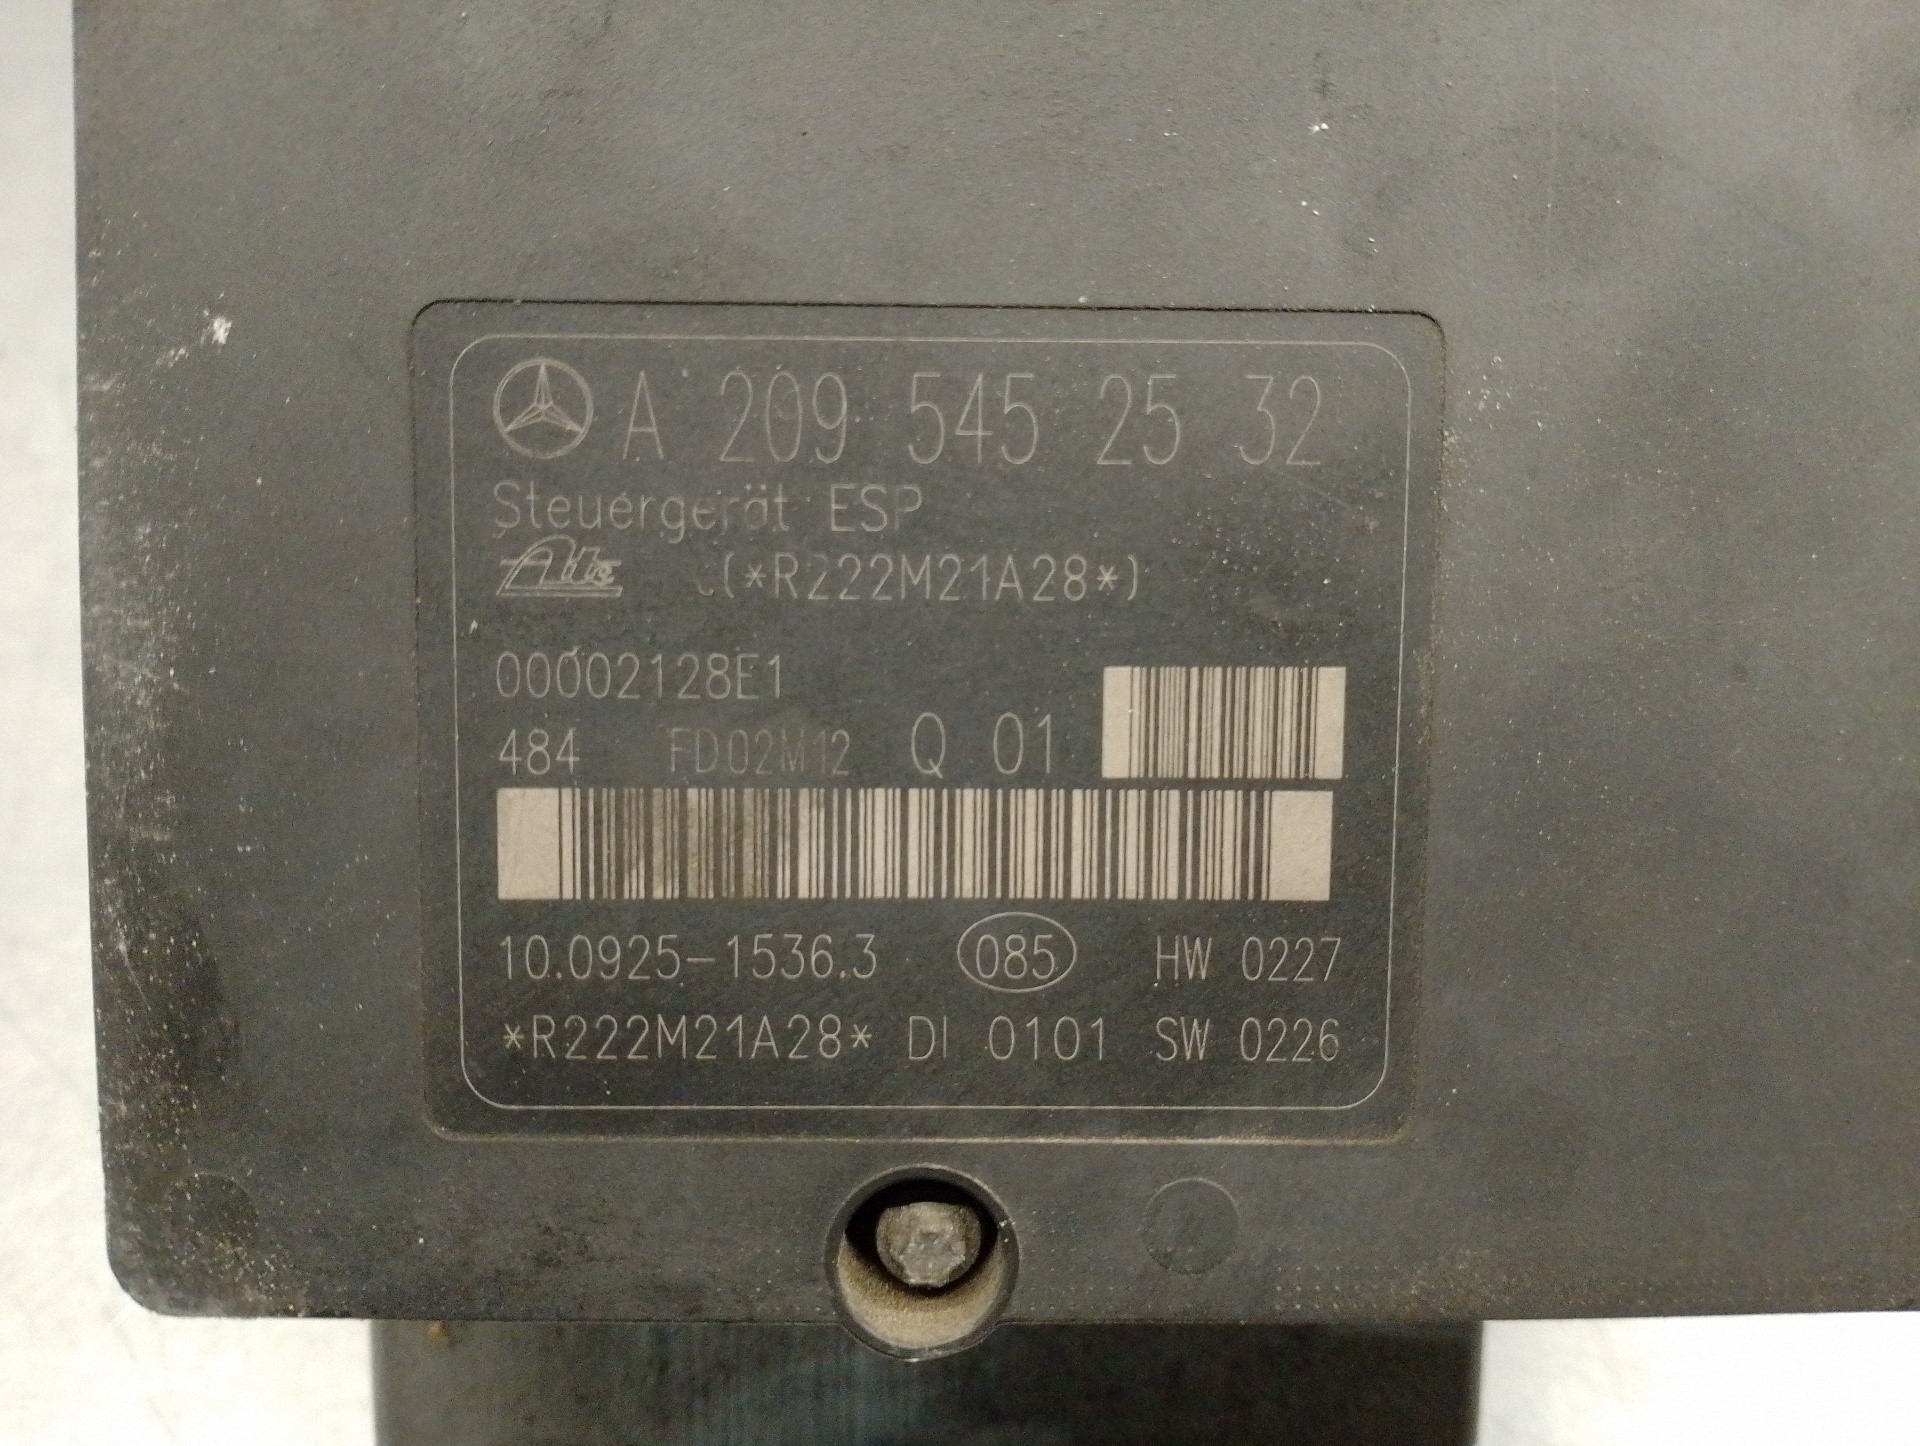 A 209 545 25 32
Steuergerät ESP
Ate (*R222M21A28*)
00002128E1
484 FD02M12 Q 01
10.0925-1536.3 085 HW 0227
*R222M21A28* DI 0101 SW 0226